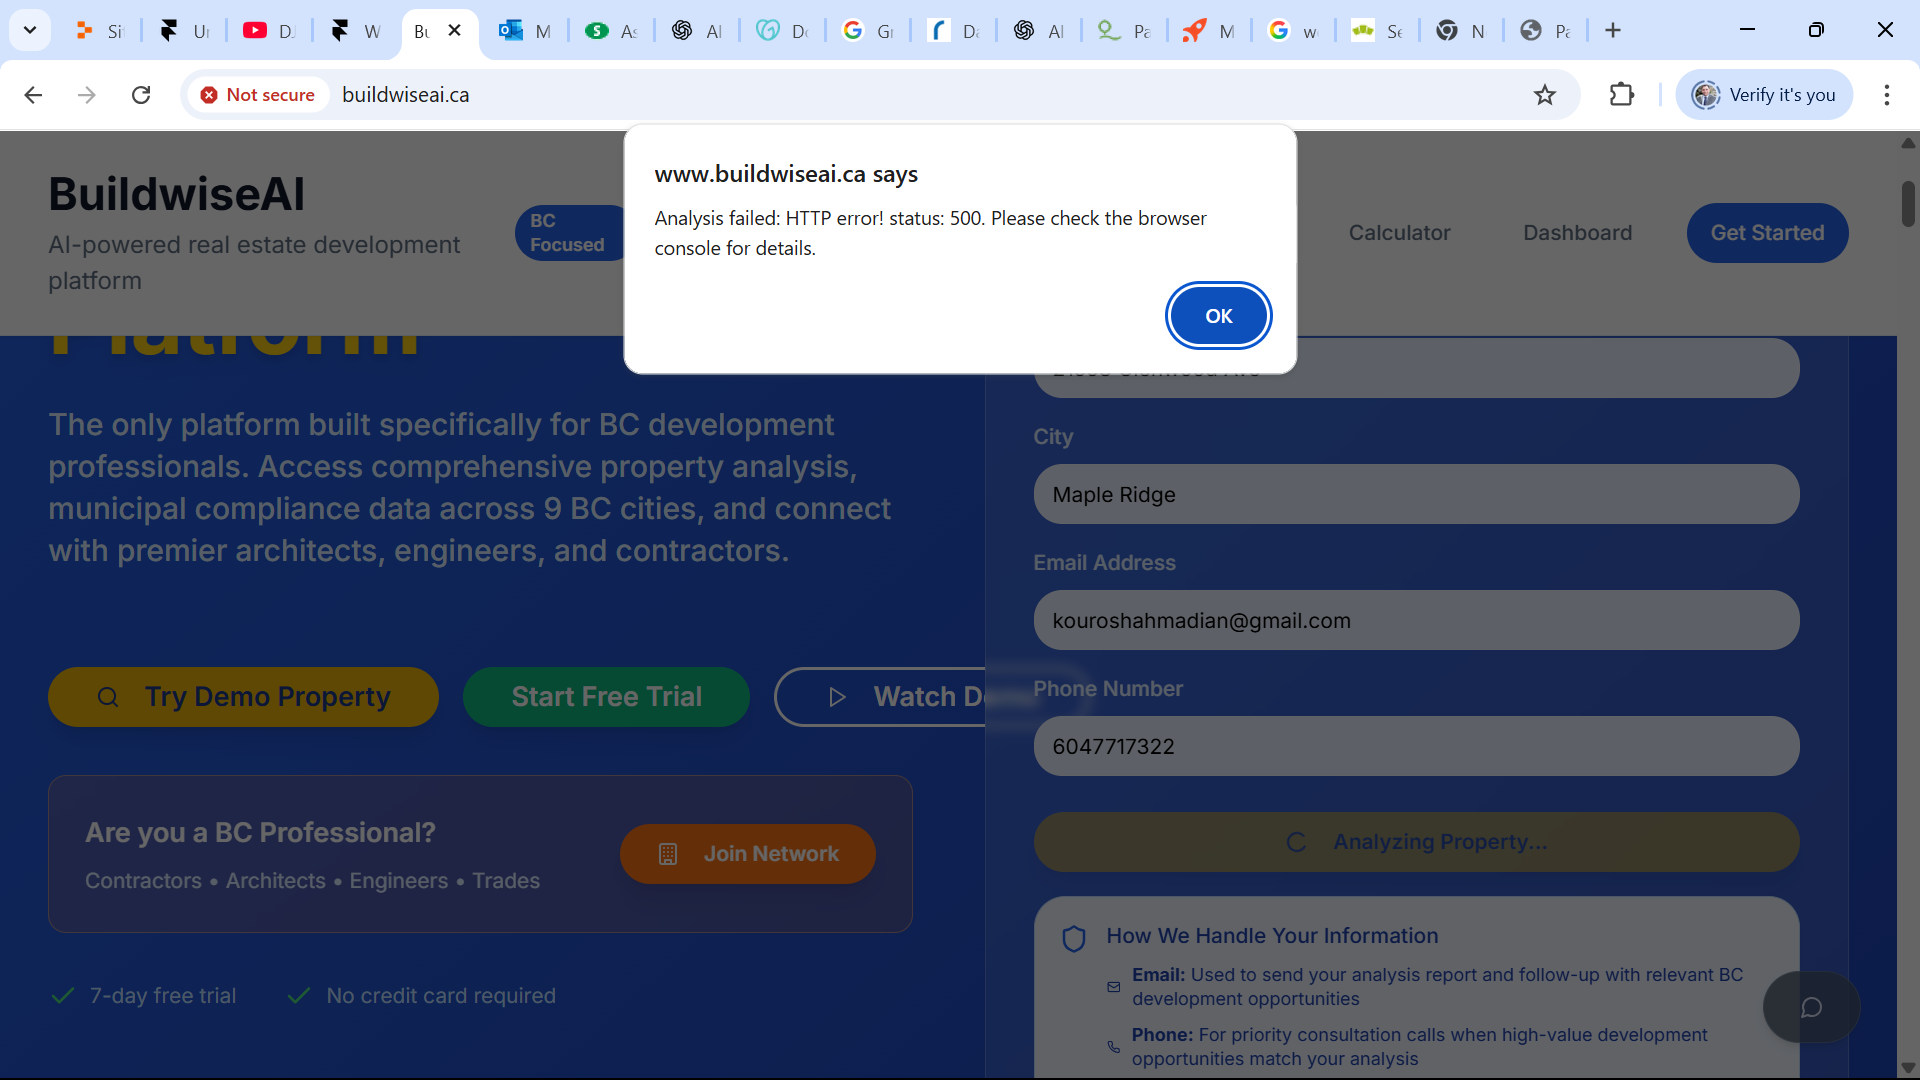 Si
Ur
DJ
W
Bu
M
As
AI
De
Gr
Da
AI
Pa
M
w
Se
N
Pa
Not secure
buildwiseai.ca
Verify it's you
www.buildwiseai.ca says
Analysis failed: HTTP error! status: 500. Please check the browser
console for details.
OK
BuildwiseAI
AI-powered real estate development
platform
BC
Focused
Calculator
Dashboard
Get Started
Platform
The only platform built specifically for BC development
professionals. Access comprehensive property analysis,
municipal compliance data across 9 BC cities, and connect
with premier architects, engineers, and contractors.
Try Demo Property
Start Free Trial
Watch Demo
Are you a BC Professional?
Contractors • Architects • Engineers • Trades
Join Network
7-day free trial
No credit card required
City
Maple Ridge
Email Address
kouroshahmadian@gmail.com
Phone Number
6047717322
Analyzing Property...
How We Handle Your Information
Email: Used to send your analysis report and follow-up with relevant BC
development opportunities
Phone: For priority consultation calls when high-value development
opportunities match your analysis